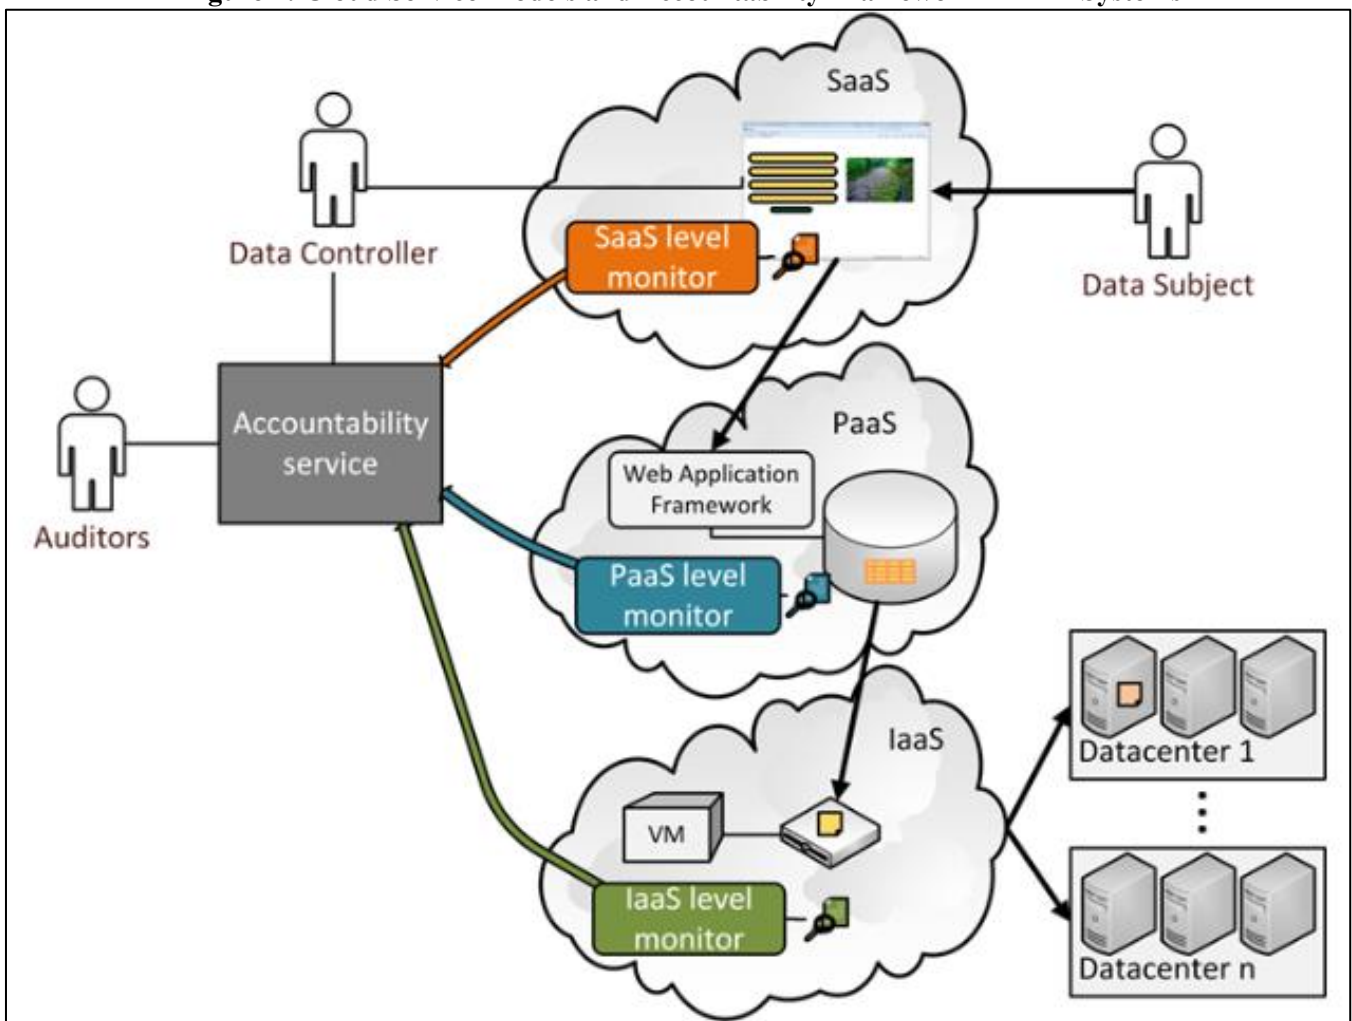 SaaS
Data Controller
SaaS level
monitor
Data Subject
Accountability
service
Auditors
PaaS
Web Application
Framework
PaaS level
monitor
IaaS
VM
IaaS level
monitor
Datacenter 1
Datacenter n